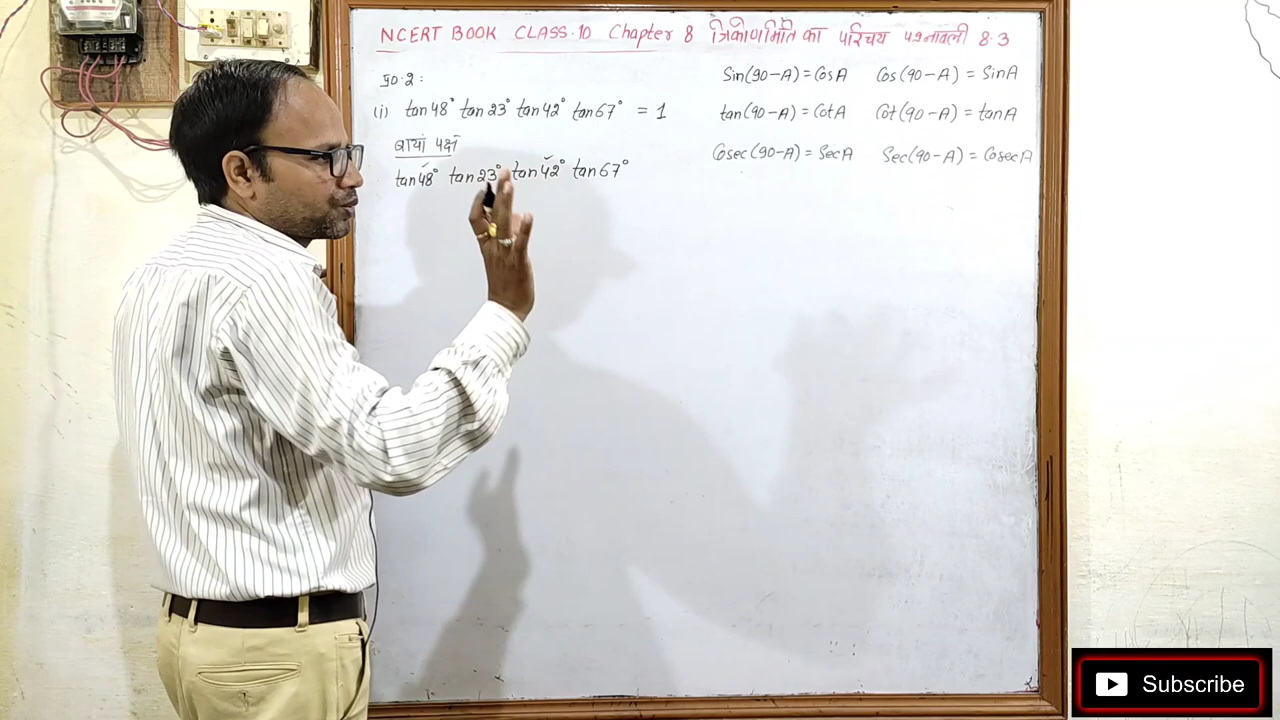 NCERT BOOK CLASS.10 Chapter 8 त्रिकोणमिति का परिचय प्रश्नावली 8.3
प्र0.2:
(i) tan48° tan23° tan42° tan67° = 1
बायां पक्ष
tan48° tan23° tan42° tan67°
Sin(90-A)=CosA Cos(90-A)=SinA
tan(90-A)=CotA Cot(90-A)=tanA
Cosec(90-A)=SecA Sec(90-A)=CosecA
Subscribe